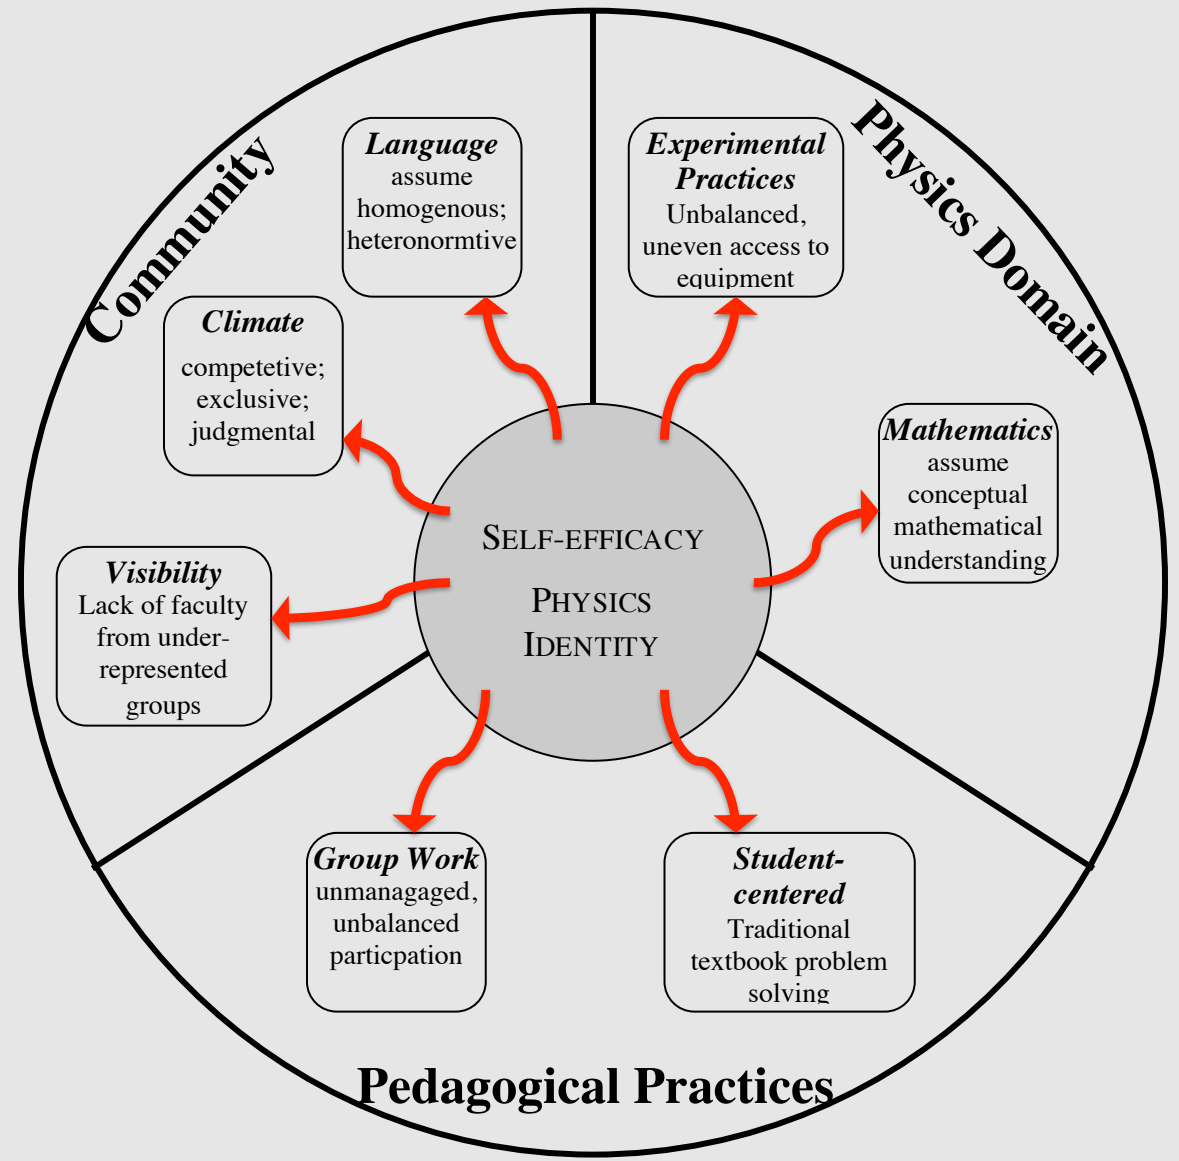 Community
Language
assume
homogenous;
heteronormtive
Climate
competetive;
exclusive;
judgmental
Visibility
Lack of faculty
from under-
represented
groups
Physics Domain
Experimental
Practices
Unbalanced,
uneven access to
equipment
Mathematics
assume
conceptual
mathematical
understanding
SELF-EFFICACY
PHYSICS
IDENTITY
Group Work
unmanagaged,
unbalanced
particpation
Student-
centered
Traditional
textbook problem
solving
Pedagogical Practices